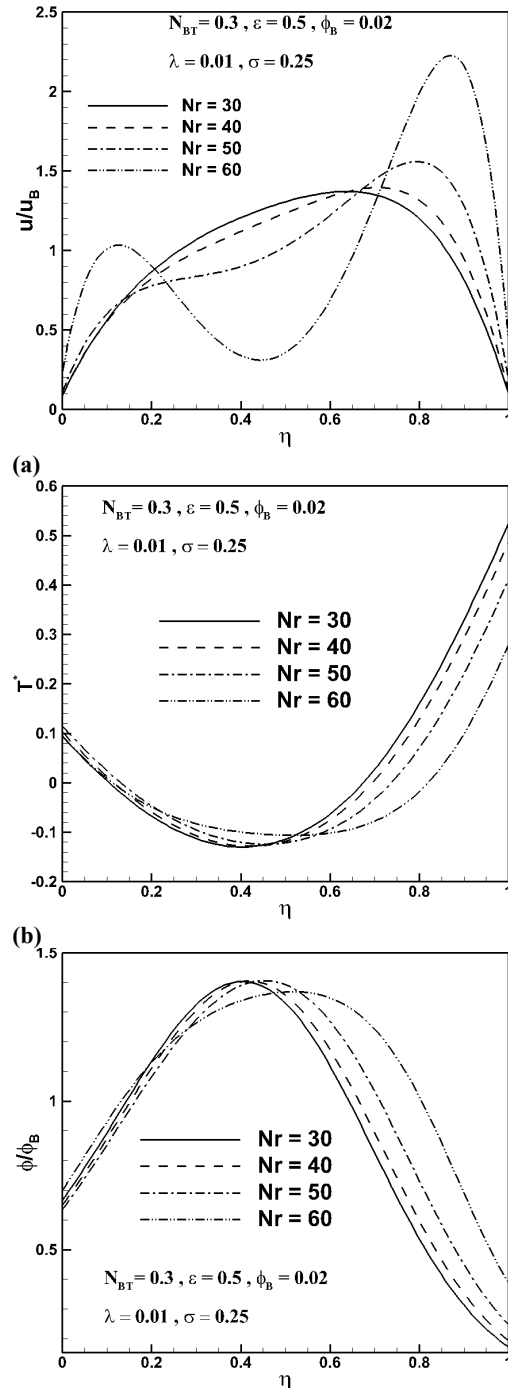 N_BT = 0.3 , ε = 0.5 , ϕ_B = 0.02
λ = 0.01 , σ = 0.25
Nr = 30
Nr = 40
Nr = 50
Nr = 60
u/u_B
2.5
2
1.5
1
0.5
0
0 0.2 0.4 0.6 0.8 1
η
(a)
N_BT = 0.3 , ε = 0.5 , ϕ_B = 0.02
λ = 0.01 , σ = 0.25
Nr = 30
Nr = 40
Nr = 50
Nr = 60
T*
0.6
0.5
0.4
0.3
0.2
0.1
0
-0.1
-0.2
0 0.2 0.4 0.6 0.8 1
η
(b)
Nr = 30
Nr = 40
Nr = 50
Nr = 60
N_BT = 0.3 , ε = 0.5 , ϕ_B = 0.02
λ = 0.01 , σ = 0.25
ϕ/ϕ_B
1.5
1
0.5
0 0.2 0.4 0.6 0.8 1
η